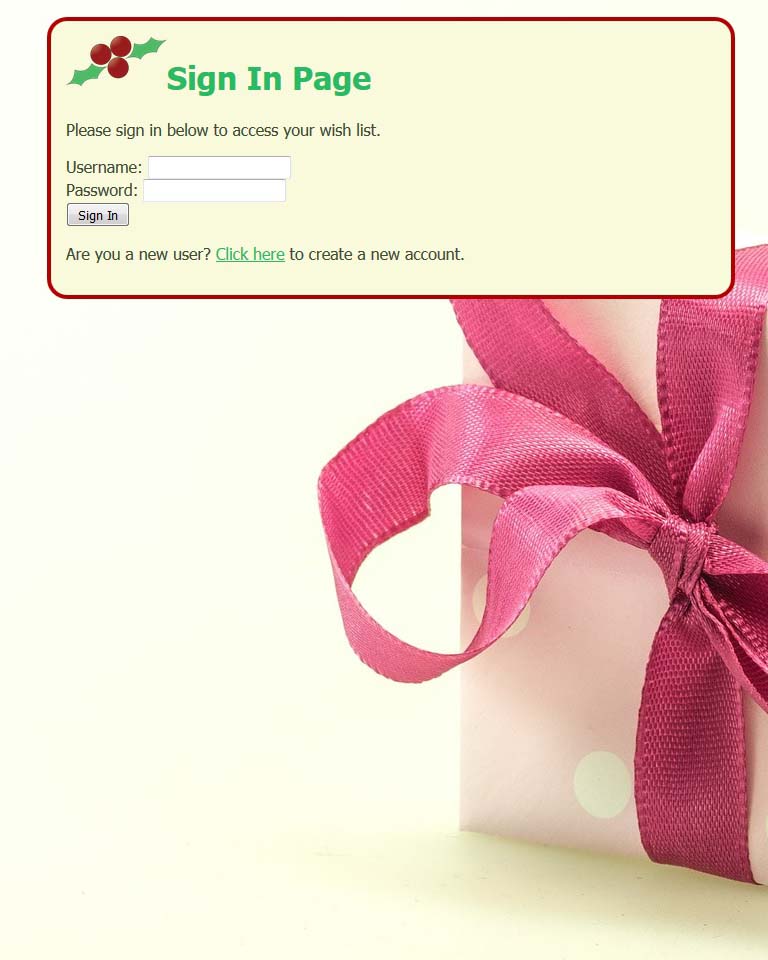 Sign In Page
Please sign in below to access your wish list.
Username:
Password:
Sign In
Are you a new user? Click here to create a new account.